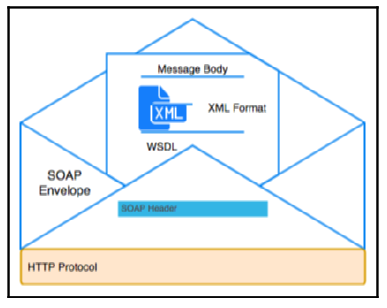 Message Body
XML
XML Format
WSDL
SOAP
Envelope
SOAP Header
HTTP Protocol